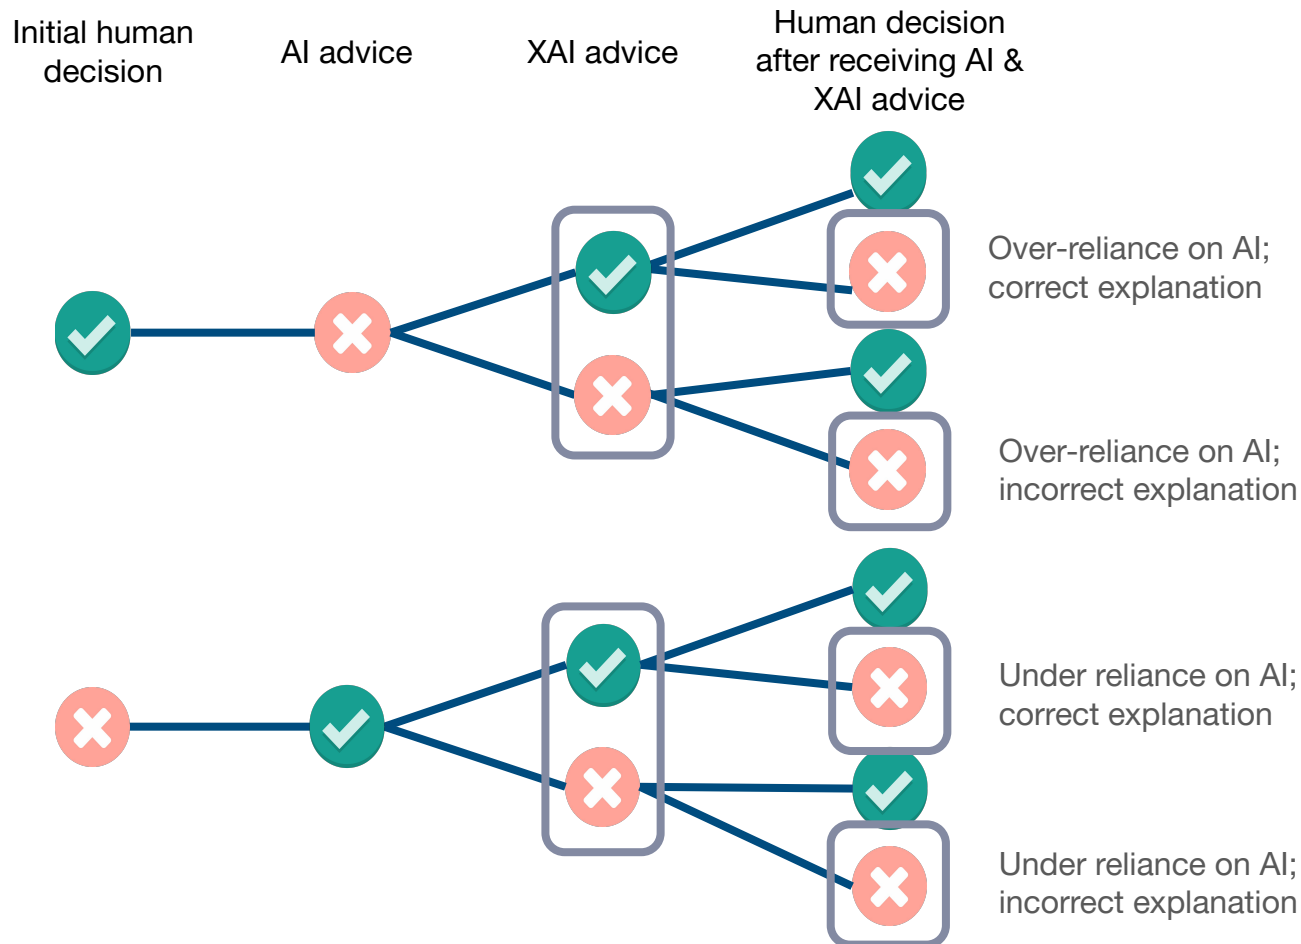 Initial human
decision
AI advice
XAI advice
Human decision
after receiving AI &
XAI advice
Over-reliance on AI;
correct explanation
Over-reliance on AI;
incorrect explanation
Under reliance on AI;
correct explanation
Under reliance on AI;
incorrect explanation